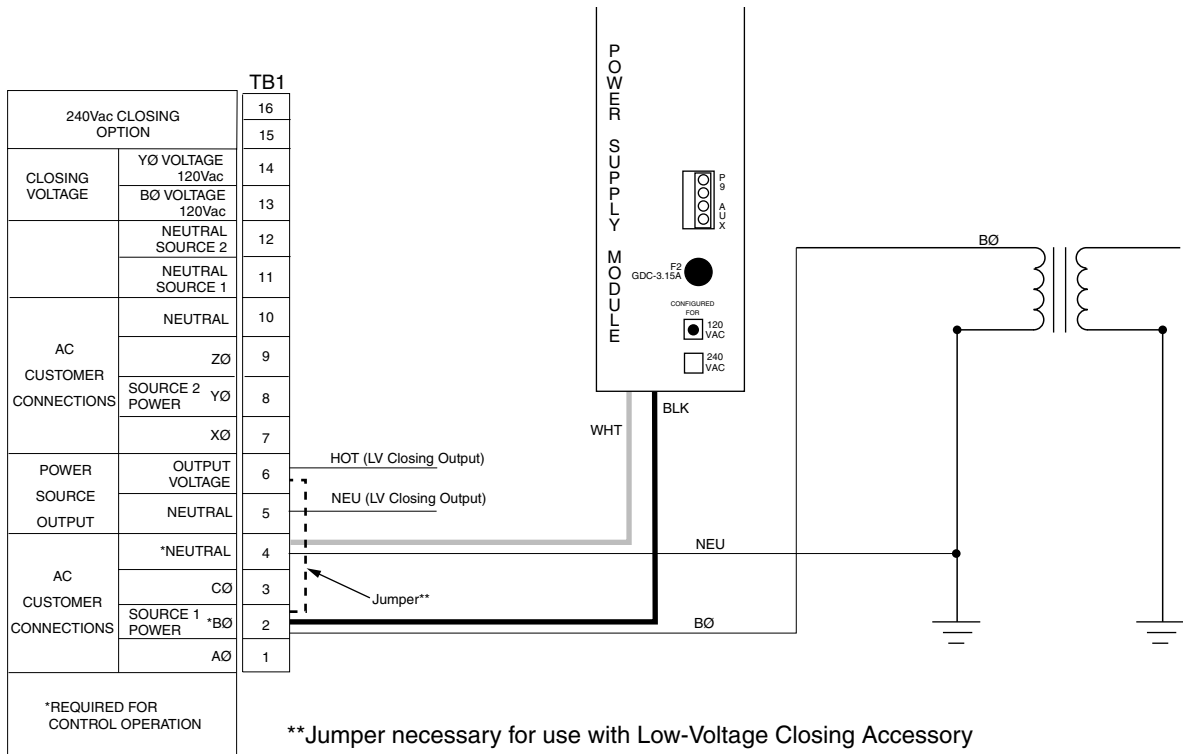 TB1
240Vac CLOSING
OPTION
16
15
CLOSING
VOLTAGE
YØ VOLTAGE
120Vac
14
BØ VOLTAGE
120Vac
13
NEUTRAL
SOURCE 2
12
NEUTRAL
SOURCE 1
11
AC
CUSTOMER
CONNECTIONS
NEUTRAL
10
ZØ
9
SOURCE 2
POWER YØ
8
XØ
7
POWER
SOURCE
OUTPUT
OUTPUT
VOLTAGE
6
NEUTRAL
5
AC
CUSTOMER
CONNECTIONS
*NEUTRAL
4
CØ
3
SOURCE 1
POWER *BØ
2
AØ
1
*REQUIRED FOR
CONTROL OPERATION
HOT (LV Closing Output)
NEU (LV Closing Output)
Jumper**
POWER SUPPLY MODULE
P9 AUX
F2
GDC-3.15A
CONFIGURED
FOR
120
VAC
240
VAC
WHT
BLK
NEU
BØ
BØ
**Jumper necessary for use with Low-Voltage Closing Accessory